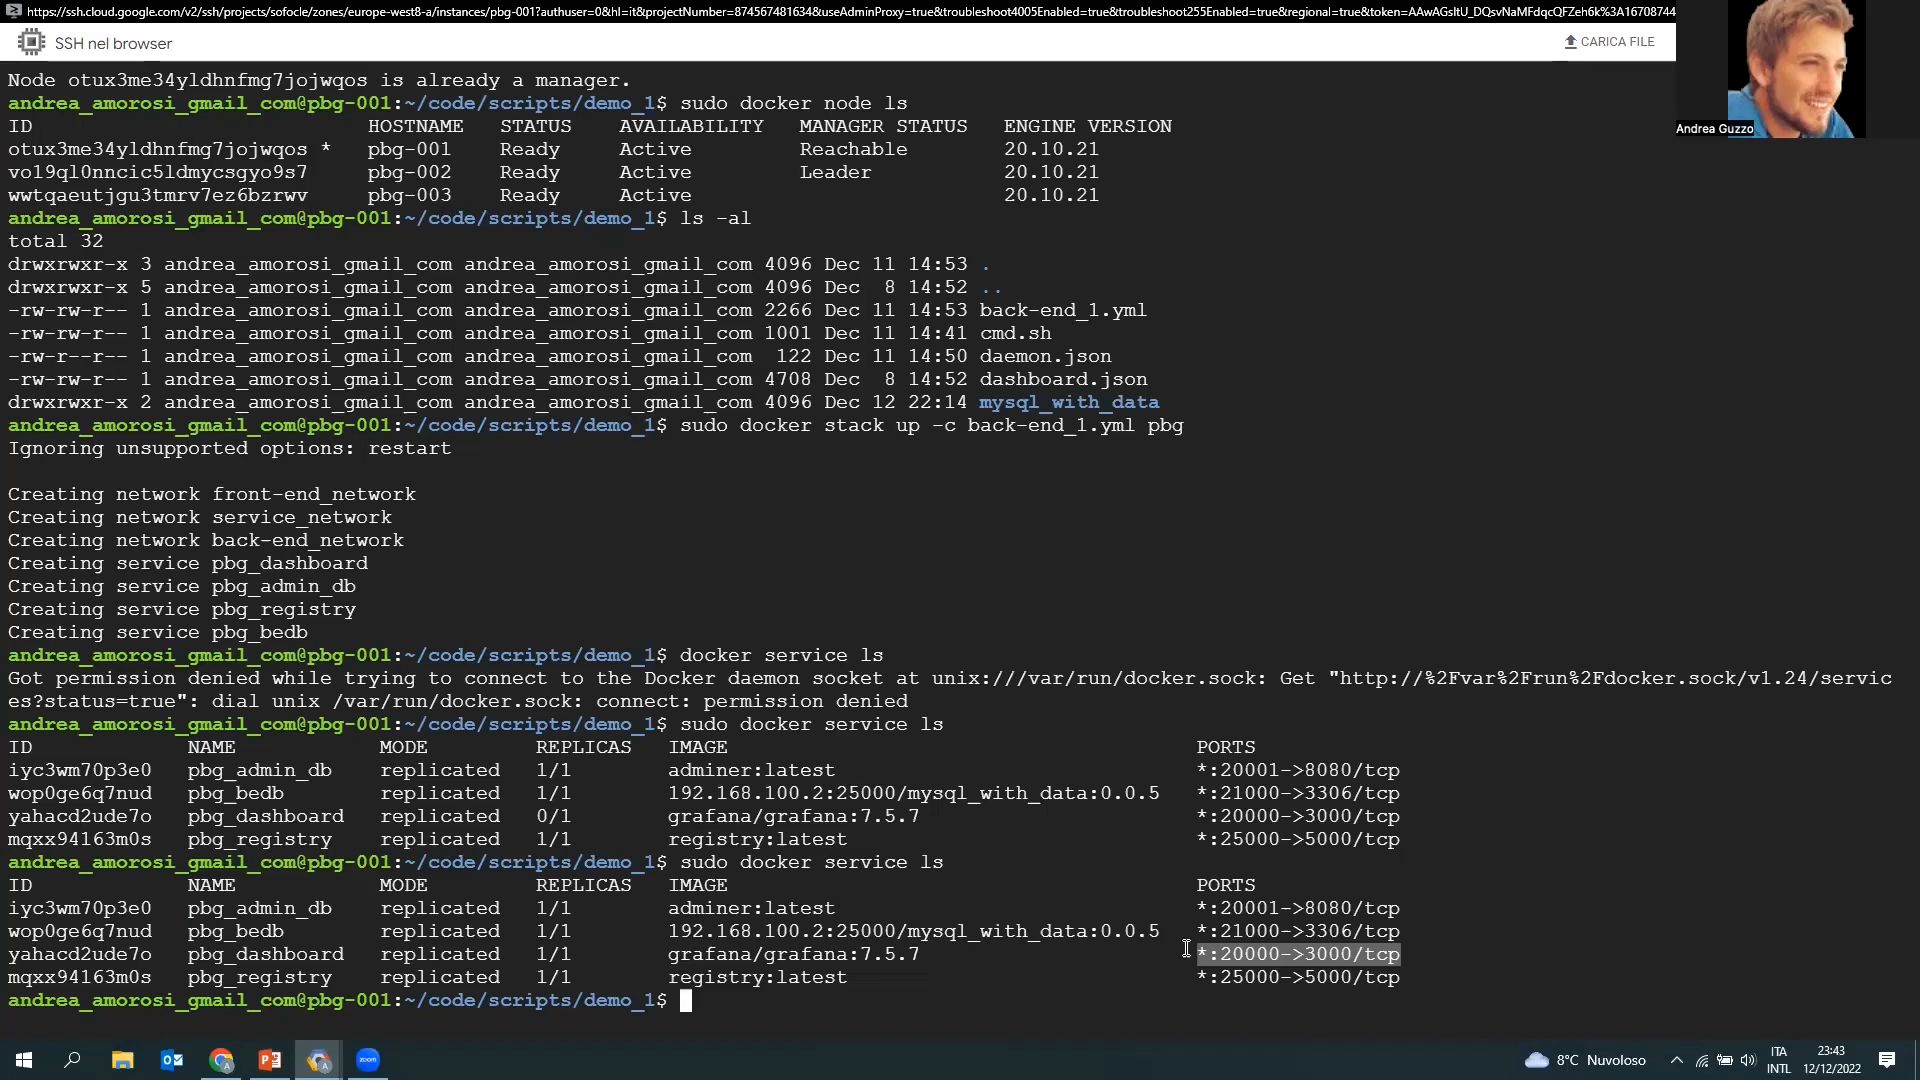 https://ssh.cloud.google.com/v2/ssh/projects/sofocle/zones/europe-west8-a/instances/pbg-001?authuser=0&hl=it&projectNumber=874567481634&useAdminProxy=true&troubleshoot4005Enabled=true&troubleshoot255Enabled=true&regional=true&token=AAwAGsltU_DQsvNaMFdqcQFZeh6k%3A16708744
SSH nel browser
CARICA FILE
Andrea Guzzo
Node otux3me34yldhnfmg7jojwqos is already a manager.
andrea_amorosi_gmail_com@pbg-001:~/code/scripts/demo_1$ sudo docker node ls
ID HOSTNAME STATUS AVAILABILITY MANAGER STATUS ENGINE VERSION
otux3me34yldhnfmg7jojwqos * pbg-001 Ready Active Reachable 20.10.21
vo19ql0nncic5ldmycsgyo9s7 pbg-002 Ready Active Leader 20.10.21
wwtqaeutjgu3tmrv7ez6bzrwv pbg-003 Ready Active 20.10.21
andrea_amorosi_gmail_com@pbg-001:~/code/scripts/demo_1$ ls -al
total 32
drwxrwxr-x 3 andrea_amorosi_gmail_com andrea_amorosi_gmail_com 4096 Dec 11 14:53 .
drwxrwxr-x 5 andrea_amorosi_gmail_com andrea_amorosi_gmail_com 4096 Dec 8 14:52 ..
-rw-rw-r-- 1 andrea_amorosi_gmail_com andrea_amorosi_gmail_com 2266 Dec 11 14:53 back-end_1.yml
-rw-rw-r-- 1 andrea_amorosi_gmail_com andrea_amorosi_gmail_com 1001 Dec 11 14:41 cmd.sh
-rw-r--r-- 1 andrea_amorosi_gmail_com andrea_amorosi_gmail_com 122 Dec 11 14:50 daemon.json
-rw-rw-r-- 1 andrea_amorosi_gmail_com andrea_amorosi_gmail_com 4708 Dec 8 14:52 dashboard.json
drwxrwxr-x 2 andrea_amorosi_gmail_com andrea_amorosi_gmail_com 4096 Dec 12 22:14 mysql_with_data
andrea_amorosi_gmail_com@pbg-001:~/code/scripts/demo_1$ sudo docker stack up -c back-end_1.yml pbg
Ignoring unsupported options: restart
Creating network front-end_network
Creating network service_network
Creating network back-end_network
Creating service pbg_dashboard
Creating service pbg_admin_db
Creating service pbg_registry
Creating service pbg_bedb
andrea_amorosi_gmail_com@pbg-001:~/code/scripts/demo_1$ docker service ls
Got permission denied while trying to connect to the Docker daemon socket at unix:///var/run/docker.sock: Get "http://%2Fvar%2Frun%2Fdocker.sock/v1.24/servic
es?status=true": dial unix /var/run/docker.sock: connect: permission denied
andrea_amorosi_gmail_com@pbg-001:~/code/scripts/demo_1$ sudo docker service ls
ID NAME MODE REPLICAS IMAGE PORTS
iyc3wm70p3e0 pbg_admin_db replicated 1/1 adminer:latest *:20001->8080/tcp
wop0ge6q7nud pbg_bedb replicated 1/1 192.168.100.2:25000/mysql_with_data:0.0.5 *:21000->3306/tcp
yahacd2ude7o pbg_dashboard replicated 0/1 grafana/grafana:7.5.7 *:20000->3000/tcp
mqxx94163m0s pbg_registry replicated 1/1 registry:latest *:25000->5000/tcp
andrea_amorosi_gmail_com@pbg-001:~/code/scripts/demo_1$ sudo docker service ls
ID NAME MODE REPLICAS IMAGE PORTS
iyc3wm70p3e0 pbg_admin_db replicated 1/1 adminer:latest *:20001->8080/tcp
wop0ge6q7nud pbg_bedb replicated 1/1 192.168.100.2:25000/mysql_with_data:0.0.5 *:21000->3306/tcp
yahacd2ude7o pbg_dashboard replicated 1/1 grafana/grafana:7.5.7 *:20000->3000/tcp
mqxx94163m0s pbg_registry replicated 1/1 registry:latest *:25000->5000/tcp
andrea_amorosi_gmail_com@pbg-001:~/code/scripts/demo_1$
zoom
8°C Nuvoloso
ITA
INTL
23:43
12/12/2022